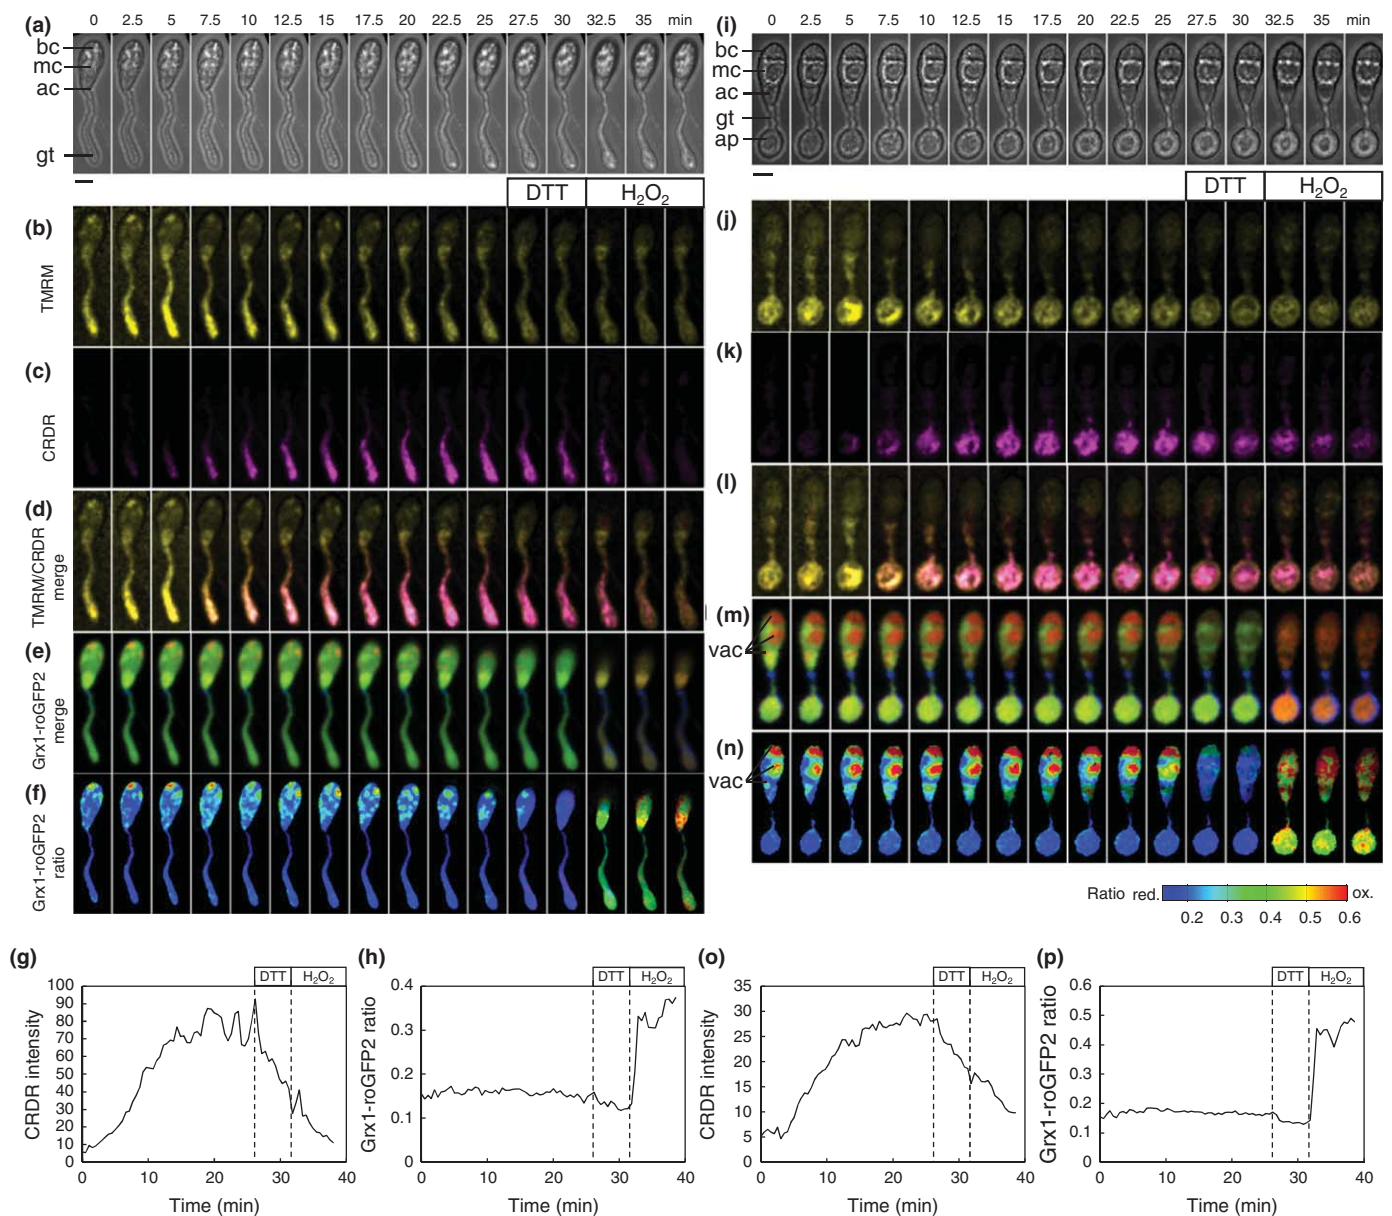 (a) 0 2.5 5 7.5 10 12.5 15 17.5 20 22.5 25 27.5 30 32.5 35 min
bc
mc
ac
gt
DTT H₂O₂
(b) TMRM
(c) CRDR
(d) TMRM/CRDR
merge
(e) Grx1-roGFP2
merge
(f) Grx1-roGFP2
ratio
(i) 0 2.5 5 7.5 10 12.5 15 17.5 20 22.5 25 27.5 30 32.5 35 min
bc
mc
ac
gt
ap
DTT H₂O₂
(j)
(k)
(l)
(m)
vac
(n)
vac
Ratio red. ox.
0.2 0.3 0.4 0.5 0.6
(g)
DTT H₂O₂
CRDR intensity
100
90
80
70
60
50
40
30
20
10
0
0 10 20 30 40
Time (min)
(h)
DTT H₂O₂
Grx1-roGFP2 ratio
0.4
0.3
0.2
0.1
0
0 10 20 30 40
Time (min)
(o)
DTT H₂O₂
CRDR intensity
35
30
25
20
15
10
5
0
0 10 20 30 40
Time (min)
(p)
DTT H₂O₂
Grx1-roGFP2 ratio
0.6
0.5
0.4
0.3
0.2
0.1
0
0 10 20 30 40
Time (min)